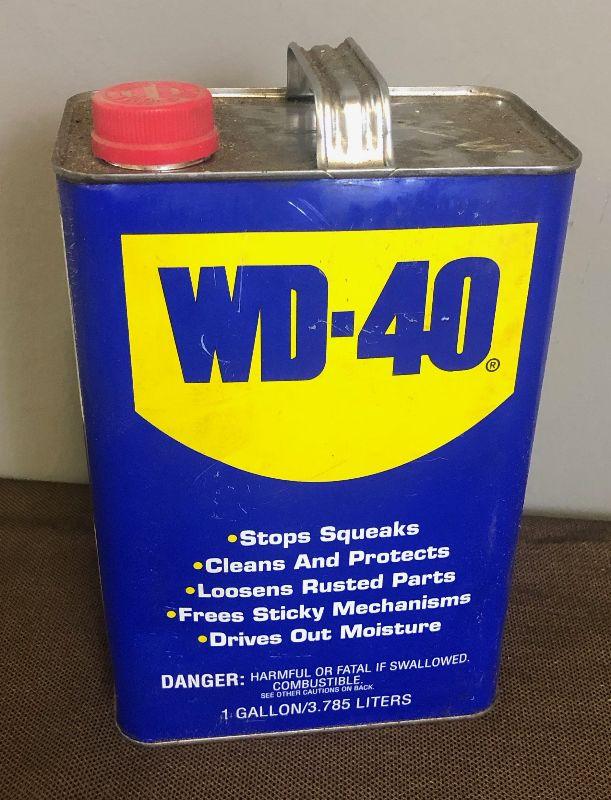 WD-40®
•Stops Squeaks
•Cleans And Protects
•Loosens Rusted Parts
•Frees Sticky Mechanisms
•Drives Out Moisture
DANGER: HARMFUL OR FATAL IF SWALLOWED.
COMBUSTIBLE.
SEE OTHER CAUTIONS ON BACK.
1 GALLON/3.785 LITERS